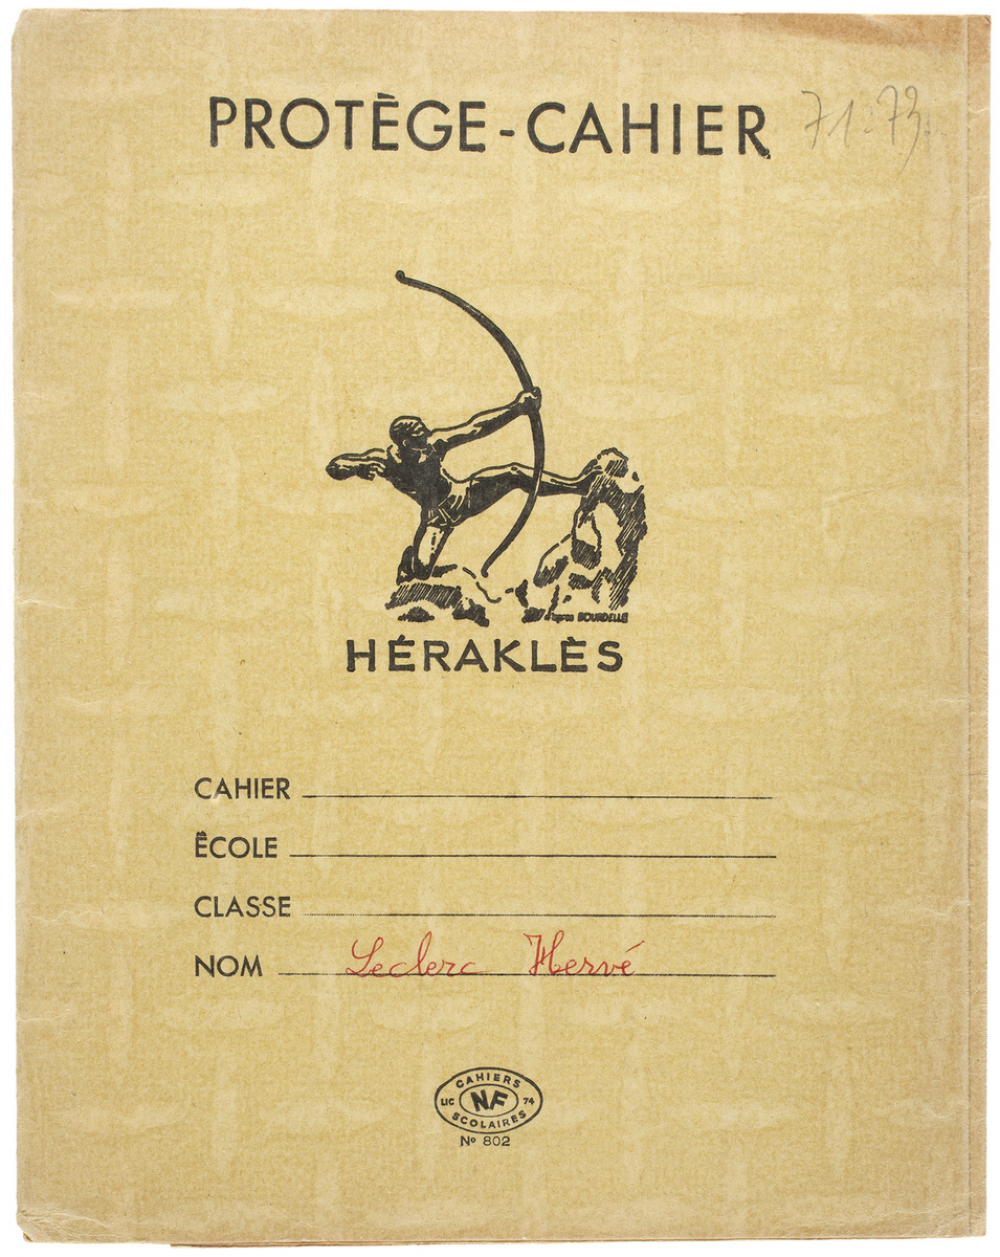 PROTÈGE-CAHIER 71.73.
d'après BOURDELLE
HÉRAKLÈS
CAHIER
ÉCOLE
CLASSE
NOM Leclerc Hervé
CAHIERS
LIC NF 74
SCOLAIRES
Nº 802